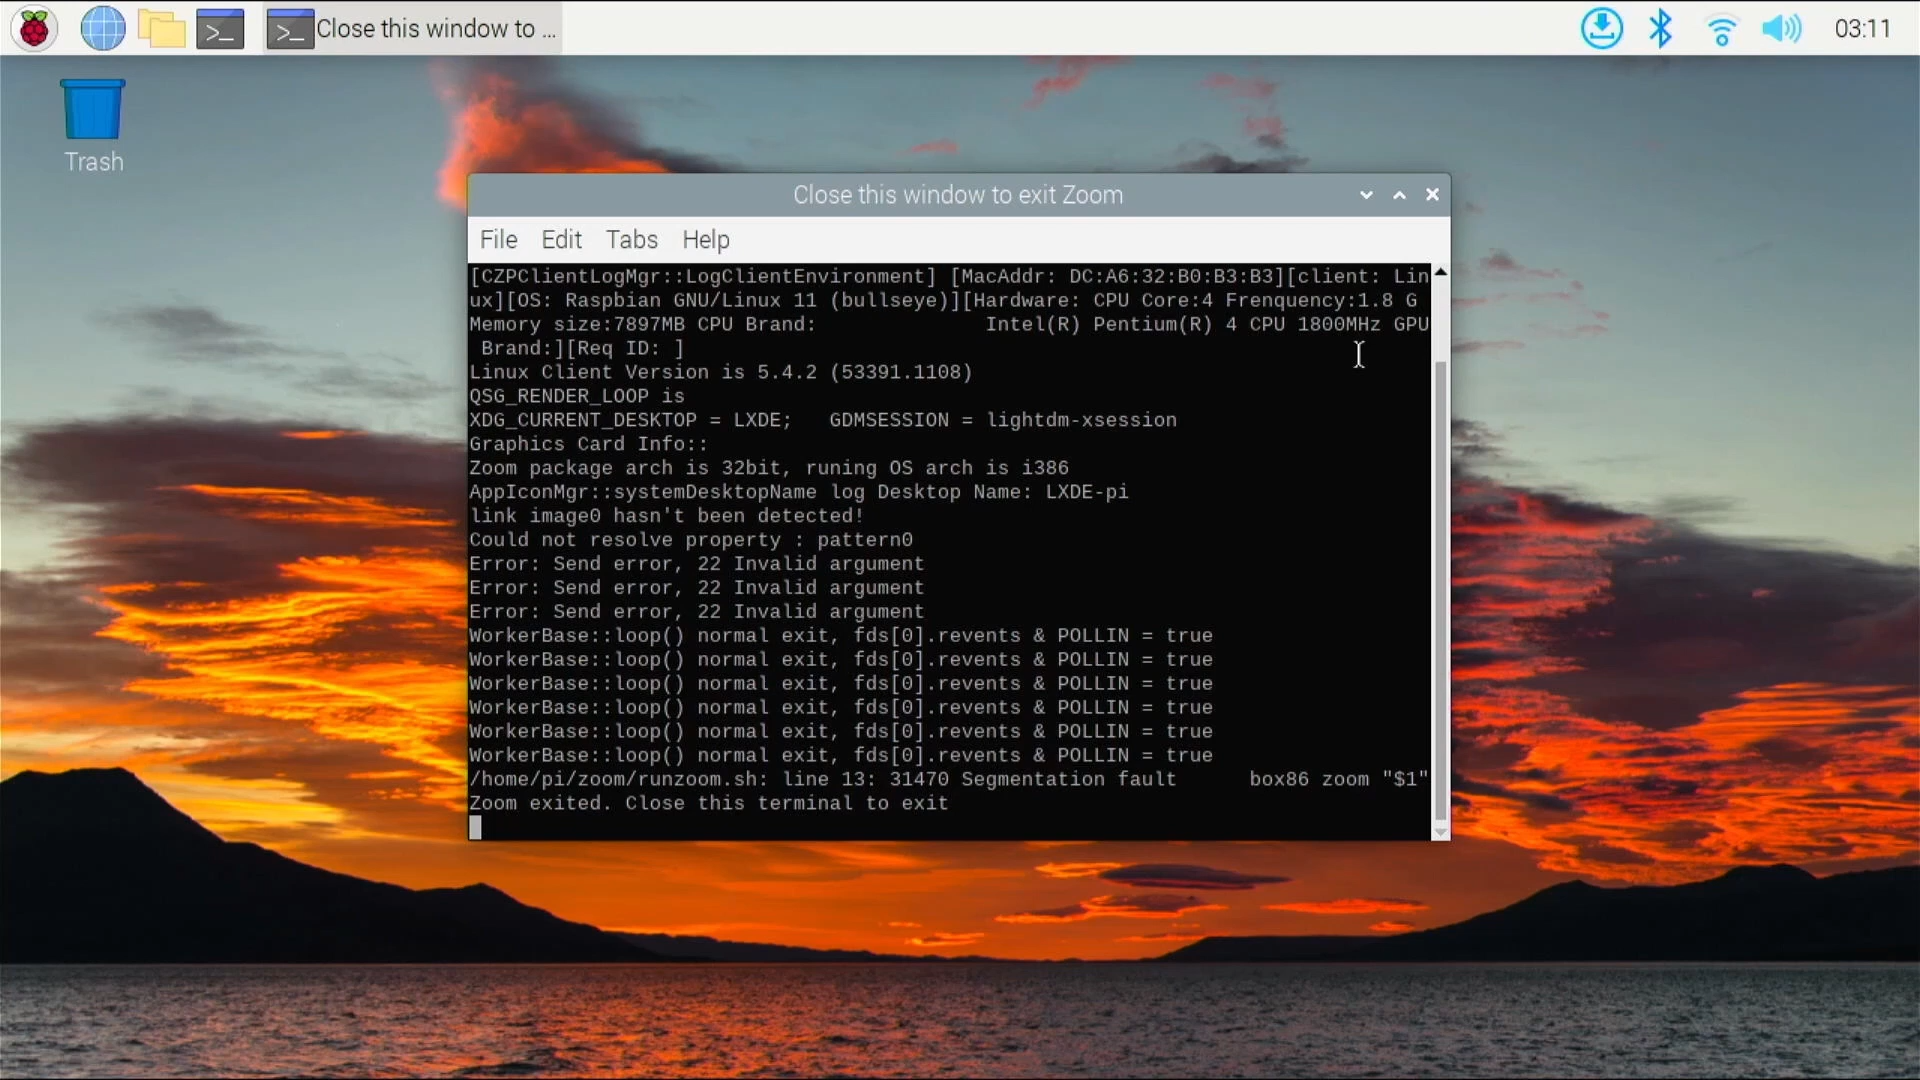 Close this window to ...
03:11
Trash
Close this window to exit Zoom
File Edit Tabs Help
[CZPClientLogMgr::LogClientEnvironment] [MacAddr: DC:A6:32:B0:B3:B3][client: Lin
ux][OS: Raspbian GNU/Linux 11 (bullseye)][Hardware: CPU Core:4 Frenquency:1.8 G
Memory size:7897MB CPU Brand:              Intel(R) Pentium(R) 4 CPU 1800MHz GPU
 Brand:][Req ID: ]
Linux Client Version is 5.4.2 (53391.1108)
QSG_RENDER_LOOP is
XDG_CURRENT_DESKTOP = LXDE;   GDMSESSION = lightdm-xsession
Graphics Card Info::
Zoom package arch is 32bit, runing OS arch is i386
AppIconMgr::systemDesktopName log Desktop Name: LXDE-pi
link image0 hasn't been detected!
Could not resolve property : pattern0
Error: Send error, 22 Invalid argument
Error: Send error, 22 Invalid argument
Error: Send error, 22 Invalid argument
WorkerBase::loop() normal exit, fds[0].revents & POLLIN = true
WorkerBase::loop() normal exit, fds[0].revents & POLLIN = true
WorkerBase::loop() normal exit, fds[0].revents & POLLIN = true
WorkerBase::loop() normal exit, fds[0].revents & POLLIN = true
WorkerBase::loop() normal exit, fds[0].revents & POLLIN = true
WorkerBase::loop() normal exit, fds[0].revents & POLLIN = true
/home/pi/zoom/runzoom.sh: line 13: 31470 Segmentation fault      box86 zoom "$1"
Zoom exited. Close this terminal to exit